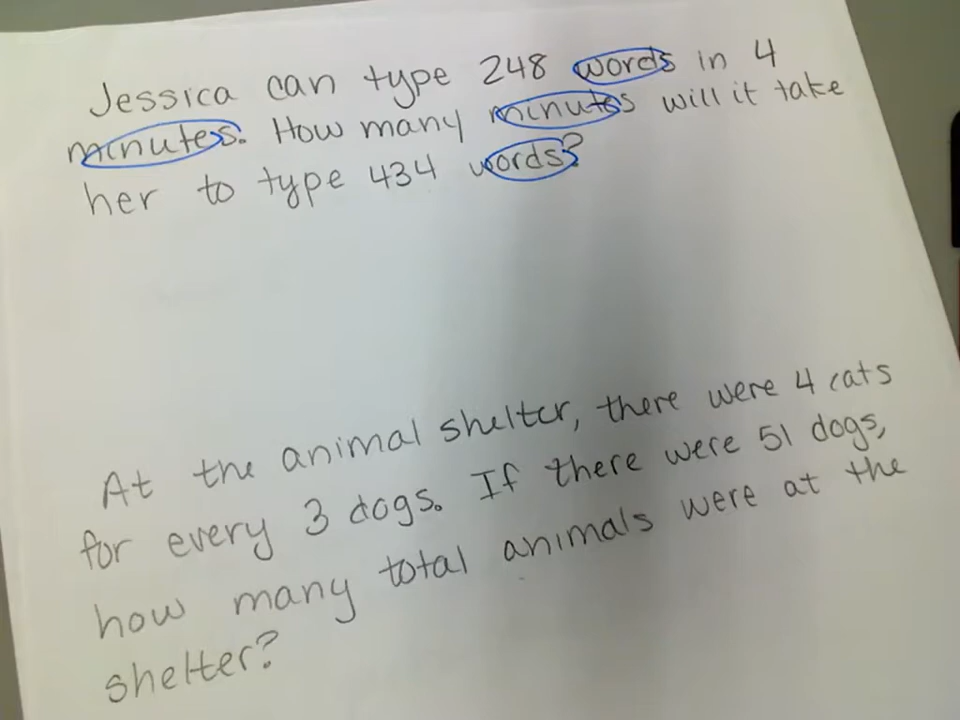 Jessica can type 248 words in 4
minutes. How many minutes will it take
her to type 434 words?
At the animal shelter, there were 4 cats
for every 3 dogs. If there were 51 dogs,
how many total animals were at the
shelter?